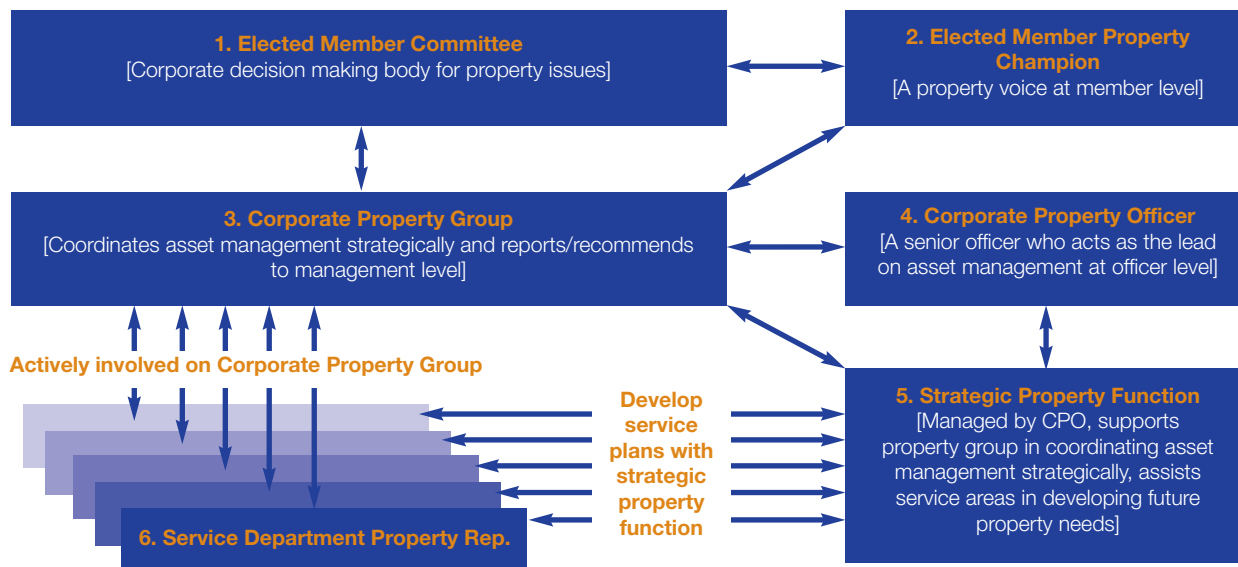 1. Elected Member Committee
[Corporate decision making body for property issues]
2. Elected Member Property
Champion
[A property voice at member level]
3. Corporate Property Group
[Coordinates asset management strategically and reports/recommends
to management level]
4. Corporate Property Officer
[A senior officer who acts as the lead
on asset management at officer level]
Actively involved on Corporate Property Group
Develop
service
plans with
strategic
property
function
5. Strategic Property Function
[Managed by CPO, supports
property group in coordinating asset
management strategically, assists
service areas in developing future
property needs]
6. Service Department Property Rep.